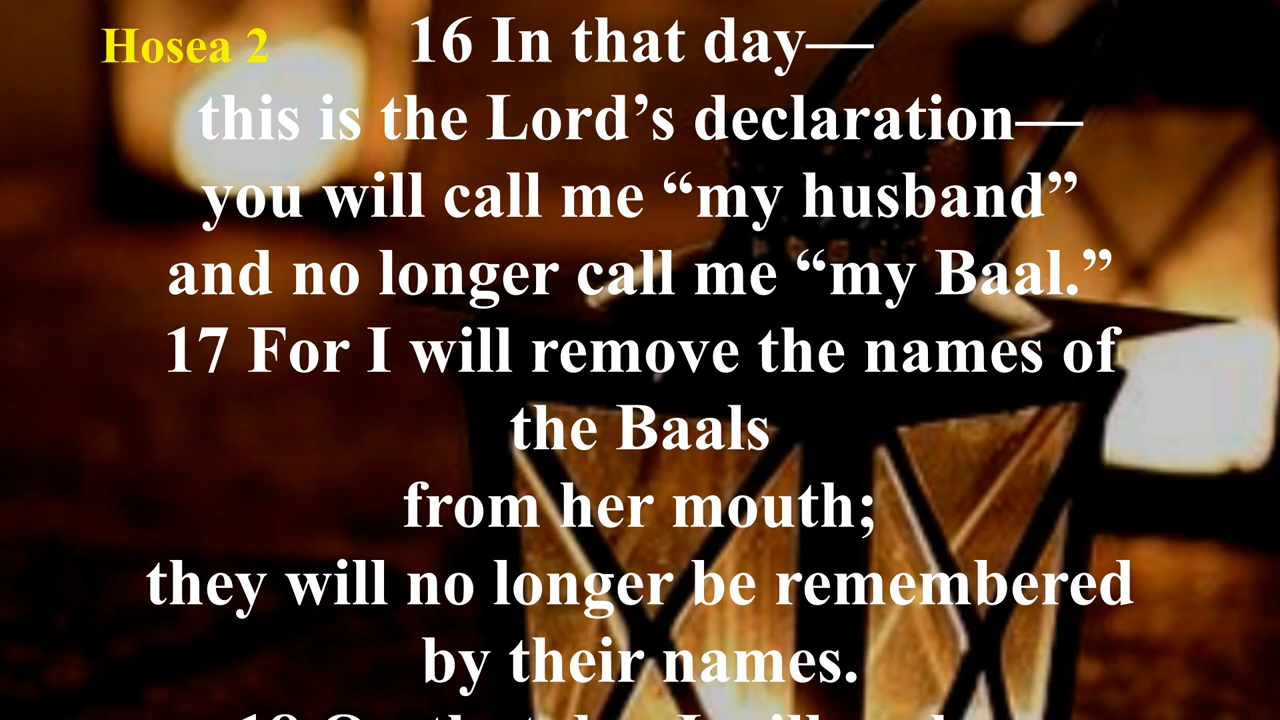 Hosea 2
16 In that day—
this is the Lord’s declaration—
you will call me “my husband”
and no longer call me “my Baal.”
17 For I will remove the names of
the Baals
from her mouth;
they will no longer be remembered
by their names.